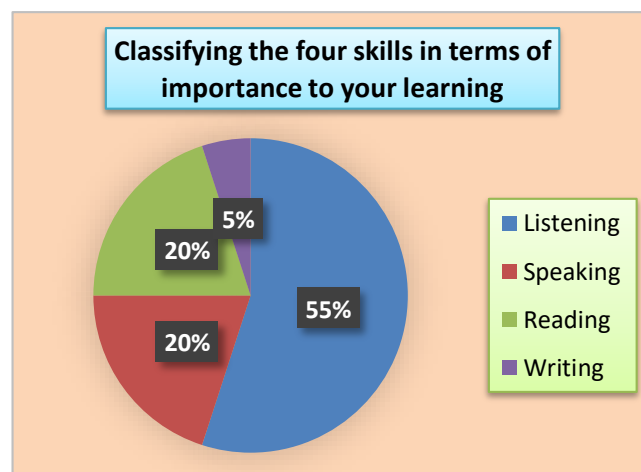 Classifying the four skills in terms of
importance to your learning
5%
20%
55%
20%
Listening
Speaking
Reading
Writing